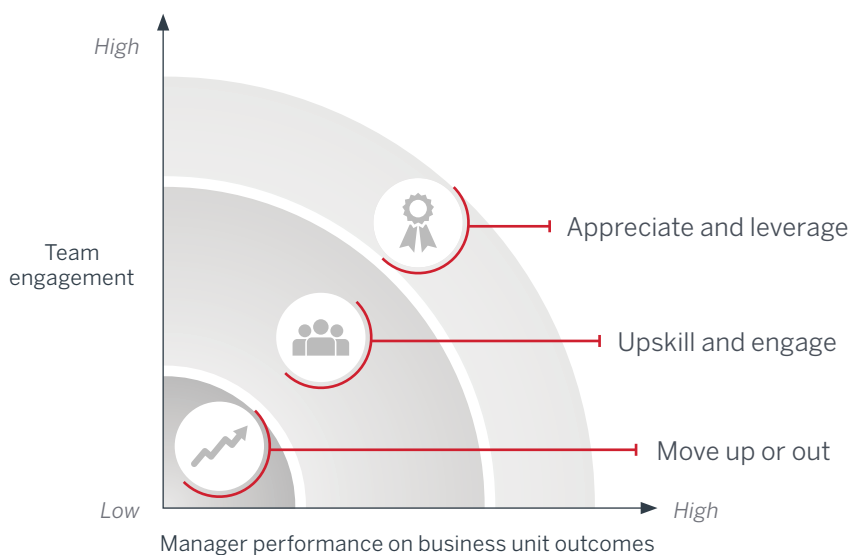 High
Appreciate and leverage
Team
engagement
Upskill and engage
Move up or out
Low
High
Manager performance on business unit outcomes